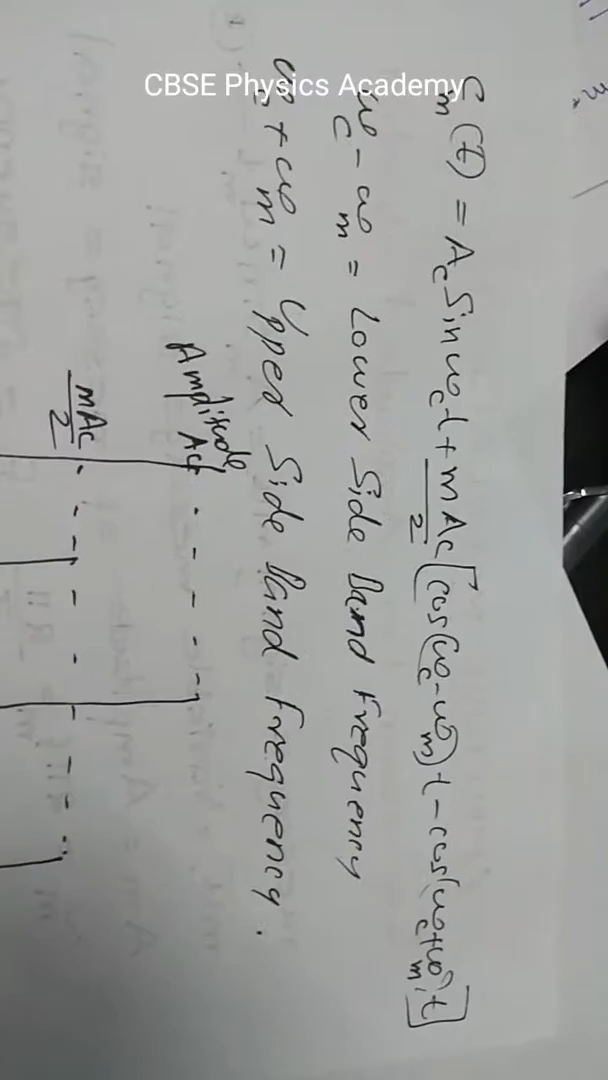 CBSE Physics Academy
Cm(t) = Ac Sin ωc t + mAc/2 [cos(ωc - ωm)t - cos(ωc + ωm)t]
ωc - ωm = Lower Side Band Frequency
ωc + ωm = Upper Side Band Frequency.
Amplitude
Ac
mAc/2